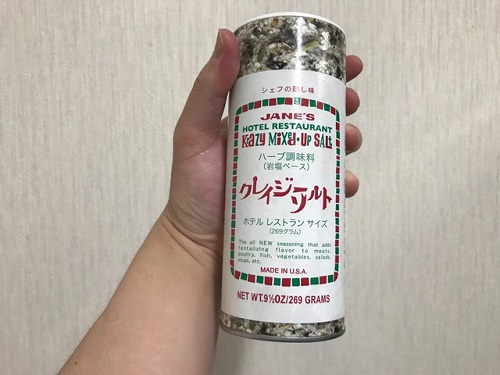 シェフの隠し味
JANE'S
HOTEL RESTAURANT
KRAZY MIXED-UP SALT
ハーブ調味料
(岩塩ベース)
クレイジーソルト
ホテル レストラン サイズ
(269グラム)
The all NEW seasoning that adds
tantalizing flavor to meats,
poultry, fish, vegetables, salads,
soups, etc.
MADE IN U.S.A.
NET WT.9½OZ/269 GRAMS